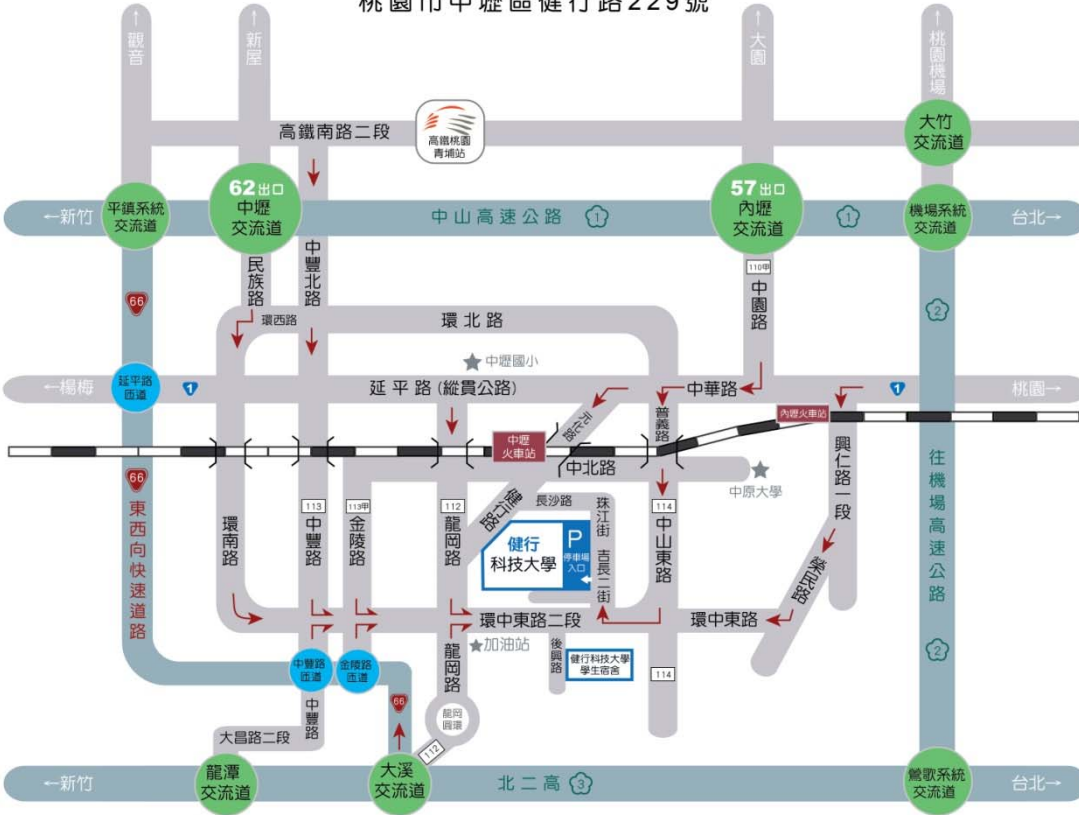 桃園市中壢區健行路229號
↑觀音
↑新屋
↑大園
↑桃園機場
高鐵南路二段
高鐵桃園
青埔站
大竹
交流道
←新竹
平鎮系統
交流道
62出口
中壢
交流道
中山高速公路 1
57出口
內壢
交流道
1
機場系統
交流道
台北→
66
民族路
中豐北路
110甲
中園路
2
環西路
環北路
★中壢國小
←楊梅
延平路
匝道
1
延平路(縱貫公路)
中華路
1
桃園→
元化路
普義路
內壢火車站
中壢
火車站
中北路
★
中原大學
興仁路一段
往機場高速公路
66
東西向快速道路
環南路
113
中豐路
113甲
金陵路
112
龍岡路
健行路
長沙路
珠江街
吉長二街
114
中山東路
健行
科技大學
P
停車場
入口
榮民路
環中東路二段
環中東路
★加油站
龍岡路
後興路
健行科技大學
學生宿舍
114
2
中豐路
匝道
金陵路
匝道
66
中豐路
龍岡
圓環
112
大昌路二段
←新竹
龍潭
交流道
大溪
交流道
北二高 3
鶯歌系統
交流道
台北→